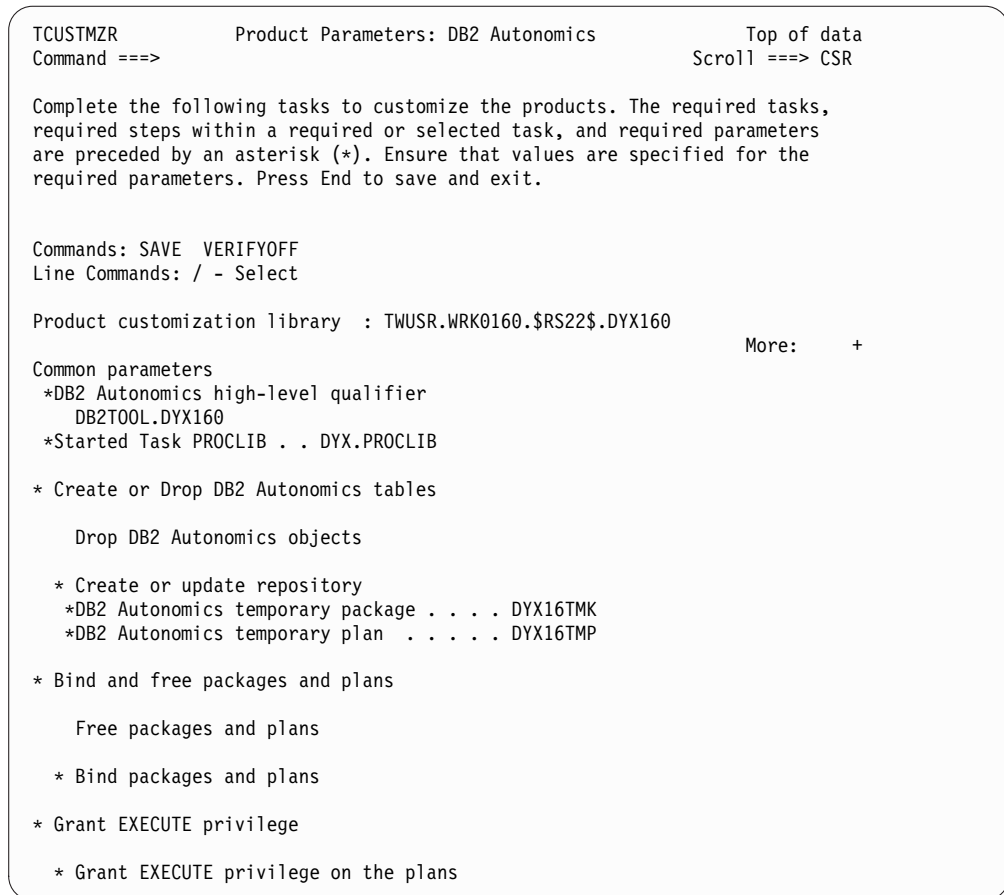 TCUSTMZR Product Parameters: DB2 Autonomics Top of data
Command ===> Scroll ===> CSR
Complete the following tasks to customize the products. The required tasks,
required steps within a required or selected task, and required parameters
are preceded by an asterisk (*). Ensure that values are specified for the
required parameters. Press End to save and exit.
Commands: SAVE VERIFYOFF
Line Commands: / - Select
Product customization library : TWUSR.WRK0160.$RS22$.DYX160
More: +
Common parameters
*DB2 Autonomics high-level qualifier
DB2TOOL.DYX160
*Started Task PROCLIB . . DYX.PROCLIB
* Create or Drop DB2 Autonomics tables
Drop DB2 Autonomics objects
* Create or update repository
*DB2 Autonomics temporary package . . . . DYX16TMK
*DB2 Autonomics temporary plan . . . . . DYX16TMP
* Bind and free packages and plans
Free packages and plans
* Bind packages and plans
* Grant EXECUTE privilege
* Grant EXECUTE privilege on the plans